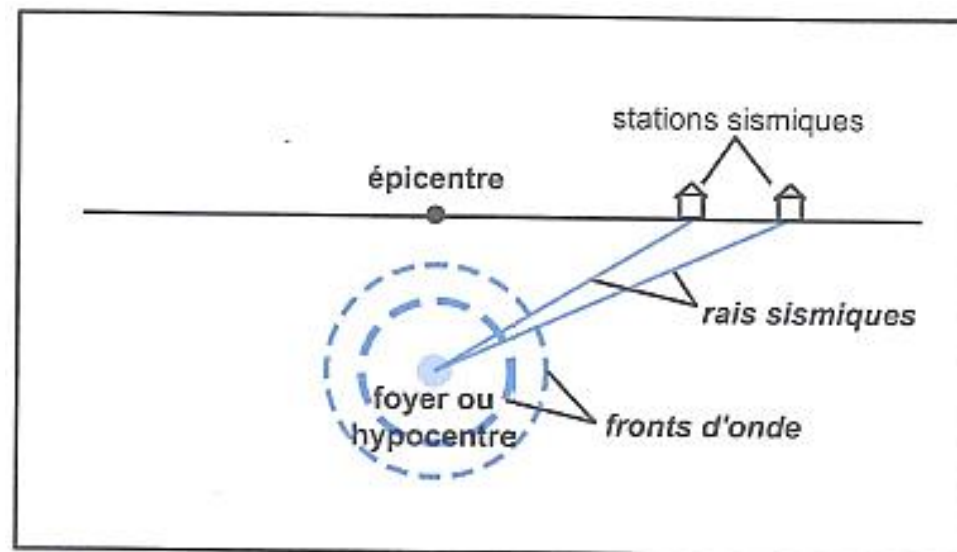 stations sismiques
épicentre
rais sismiques
foyer ou
hypocentre
fronts d'onde